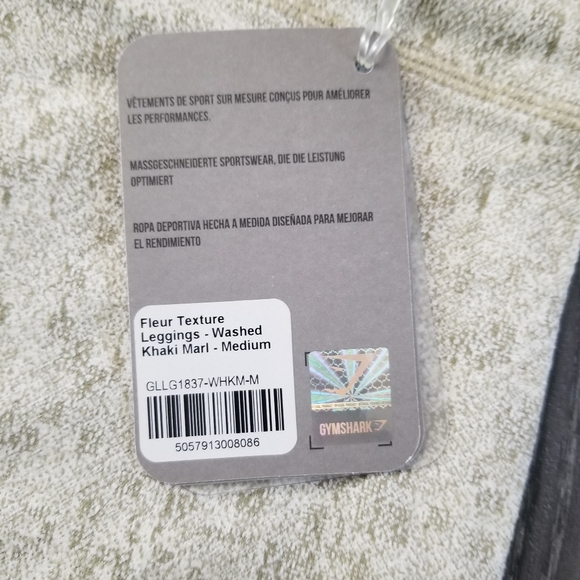 VÊTEMENTS DE SPORT SUR MESURE CONÇUS POUR AMÉLIORER
LES PERFORMANCES.
MASSGESCHNEIDERTE SPORTSWEAR, DIE DIE LEISTUNG
OPTIMIERT
ROPA DEPORTIVA HECHA A MEDIDA DISEÑADA PARA MEJORAR
EL RENDIMIENTO
Fleur Texture
Leggings - Washed
Khaki Marl - Medium
GLLG1837-WHKM-M
5057913008086
GYMSHARK